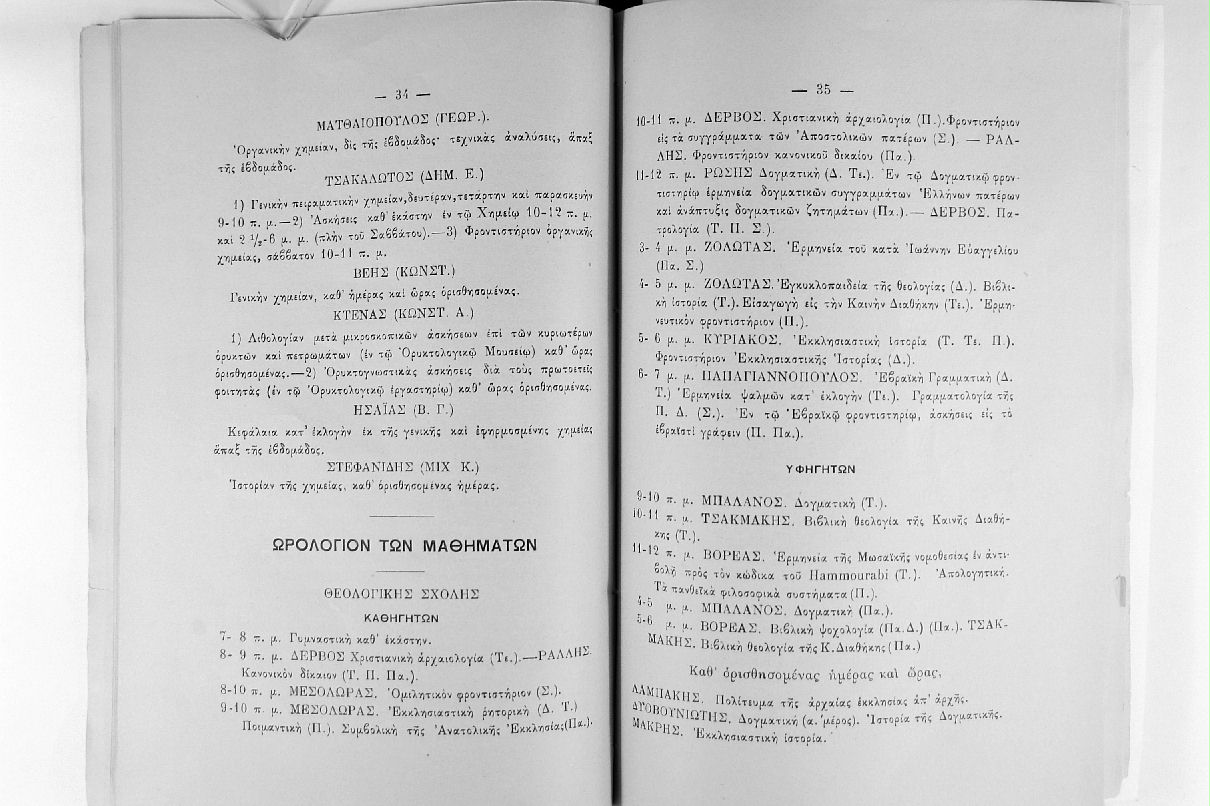 — 34 —
ΜΑΤΘΑΙΟΠΟΥΛΟΣ (ΓΕΩΡ.).
Ὀργανικὴν χημείαν, δὶς τῆς ἑβδομάδος· τεχνικὰς ἀναλύσεις, ἅπαξ
τῆς ἑβδομάδος.
ΤΣΑΚΑΛΩΤΟΣ (ΔΗΜ. Ε.)
1) Γενικὴν πειραματικὴν χημείαν, δευτέραν, τετάρτην καὶ παρασκευὴν
9-10 π. μ.—2) Ἀσκήσεις καθ' ἑκάστην ἐν τῷ Χημείῳ 10-12 π. μ.
καὶ 2 1/2-6 μ. μ. (πλὴν τοῦ Σαββάτου).—3) Φροντιστήριον ὀργανικῆς
χημείας, σάββατον 10-11 π. μ.
ΒΕΗΣ (ΚΩΝΣΤ.)
Γενικὴν χημείαν, καθ' ἡμέρας καὶ ὥρας ὁρισθησομένας.
ΚΤΕΝΑΣ (ΚΩΝΣΤ. Α.)
1) Λιθολογίαν μετὰ μικροσκοπικῶν ἀσκήσεων ἐπὶ τῶν κυριωτέρων
ὀρυκτῶν καὶ πετρωμάτων (ἐν τῷ Ὀρυκτολογικῷ Μουσείῳ) καθ' ὥρας
ὁρισθησομένας.—2) Ὀρυκτογνωστικὰς ἀσκήσεις διὰ τοὺς πρωτοετεῖς
φοιτητὰς (ἐν τῷ Ὀρυκτολογικῷ ἐργαστηρίῳ) καθ' ὥρας ὁρισθησομένας.
ΗΣΑΪΑΣ (Β. Γ.)
Κεφάλαια κατ' ἐκλογὴν ἐκ τῆς γενικῆς καὶ ἐφηρμοσμένης χημείας
ἅπαξ τῆς ἑβδομάδος.
ΣΤΕΦΑΝΙΔΗΣ (ΜΙΧ Κ.)
Ἱστορίαν τῆς χημείας, καθ' ὁρισθησομένας ἡμέρας.
ΩΡΟΛΟΓΙΟΝ ΤΩΝ ΜΑΘΗΜΑΤΩΝ
ΘΕΟΛΟΓΙΚΗΣ ΣΧΟΛΗΣ
ΚΑΘΗΓΗΤΩΝ
7- 8 π. μ. Γυμναστικὴ καθ' ἑκάστην.
8- 9 π. μ. ΔΕΡΒΟΣ Χριστιανικὴ ἀρχαιολογία (Τε.).—ΡΑΛΛΗΣ.
Κανονικὸν δίκαιον (Τ. Π. Πα.).
8-10 π. μ. ΜΕΣΟΛΩΡΑΣ. Ὁμιλητικὸν φροντιστήριον (Σ.).
9-10 π. μ. ΜΕΣΟΛΩΡΑΣ. Ἐκκλησιαστικὴ ῥητορικὴ (Δ. Τ.)
Ποιμαντικὴ (Π.). Συμβολικὴ τῆς Ἀνατολικῆς Ἐκκλησίας (Πα.).
— 35 —
10-11 π. μ. ΔΕΡΒΟΣ. Χριστιανικὴ ἀρχαιολογία (Π.). Φροντιστήριον
εἰς τὰ συγγράμματα τῶν Ἀποστολικῶν πατέρων (Σ.). — ΡΑΛ-
ΛΗΣ. Φροντιστήριον κανονικοῦ δικαίου (Πα.).
11-12 π. μ. ΡΩΣΗΣ Δογματικὴ (Δ. Τε.). Ἐν τῷ Δογματικῷ φρον-
τιστηρίῳ ἑρμηνεία δογματικῶν συγγραμμάτων Ἑλλήνων πατέρων
καὶ ἀνάπτυξις δογματικῶν ζητημάτων (Πα.).— ΔΕΡΒΟΣ. Πα-
τρολογία (Τ. Π. Σ.).
3- 4 μ. μ. ΖΟΛΩΤΑΣ. Ἑρμηνεία τοῦ κατὰ Ἰωάννην Εὐαγγελίου
(Πα. Σ.)
4- 5 μ. μ. ΖΟΛΩΤΑΣ. Ἐγκυκλοπαιδεία τῆς θεολογίας (Δ.). Βιβλι-
κὴ ἱστορία (Τ.). Εἰσαγωγὴ εἰς τὴν Καινὴν Διαθήκην (Τε.). Ἑρμη-
νευτικὸν φροντιστήριον (Π.).
5- 6 μ. μ. ΚΥΡΙΑΚΟΣ. Ἐκκλησιαστικὴ ἱστορία (Τ. Τε. Π.).
Φροντιστήριον Ἐκκλησιαστικῆς Ἱστορίας (Δ.).
6- 7 μ. μ. ΠΑΠΑΓΙΑΝΝΟΠΟΥΛΟΣ. Ἑβραϊκὴ Γραμματικὴ (Δ.
Τ.) Ἑρμηνεία ψαλμῶν κατ' ἐκλογὴν (Τε.). Γραμματολογία τῆς
Π. Δ. (Σ.). Ἐν τῷ Ἑβραϊκῷ φροντιστηρίῳ, ἀσκήσεις εἰς τὸ
ἑβραϊστὶ γράφειν (Π. Πα.).
ΥΦΗΓΗΤΩΝ
9-10 π. μ. ΜΠΑΛΑΝΟΣ. Δογματικὴ (Τ.).
10-11 π. μ. ΤΣΑΚΜΑΚΗΣ. Βιβλικὴ θεολογία τῆς Καινῆς Διαθή-
κης (Τ.).
11-12 π. μ. ΒΟΡΕΑΣ. Ἑρμηνεία τῆς Μωσαϊκῆς νομοθεσίας ἐν ἀντι-
βολῇ πρὸς τὸν κώδικα τοῦ Hammourabi (Τ.). Ἀπολογητική.
Τὰ πανθεϊκὰ φιλοσοφικὰ συστήματα (Π.).
4-5 μ. μ. ΜΠΑΛΑΝΟΣ. Δογματικὴ (Πα.).
5-6 μ. μ. ΒΟΡΕΑΣ. Βιβλικὴ ψυχολογία (Πα. Δ.) (Πα.). ΤΣΑΚ-
ΜΑΚΗΣ. Βιβλικὴ θεολογία τῆς Κ. Διαθήκης (Πα.)
Καθ' ὁρισθησομένας ἡμέρας καὶ ὥρας,
ΛΑΜΠΑΚΗΣ. Πολίτευμα τῆς ἀρχαίας ἐκκλησίας ἀπ' ἀρχῆς.
ΔΥΟΒΟΥΝΙΩΤΗΣ. Δογματικὴ (α. μέρος). Ἱστορία τῆς Δογματικῆς.
ΜΑΚΡΗΣ. Ἐκκλησιαστικὴ ἱστορία.